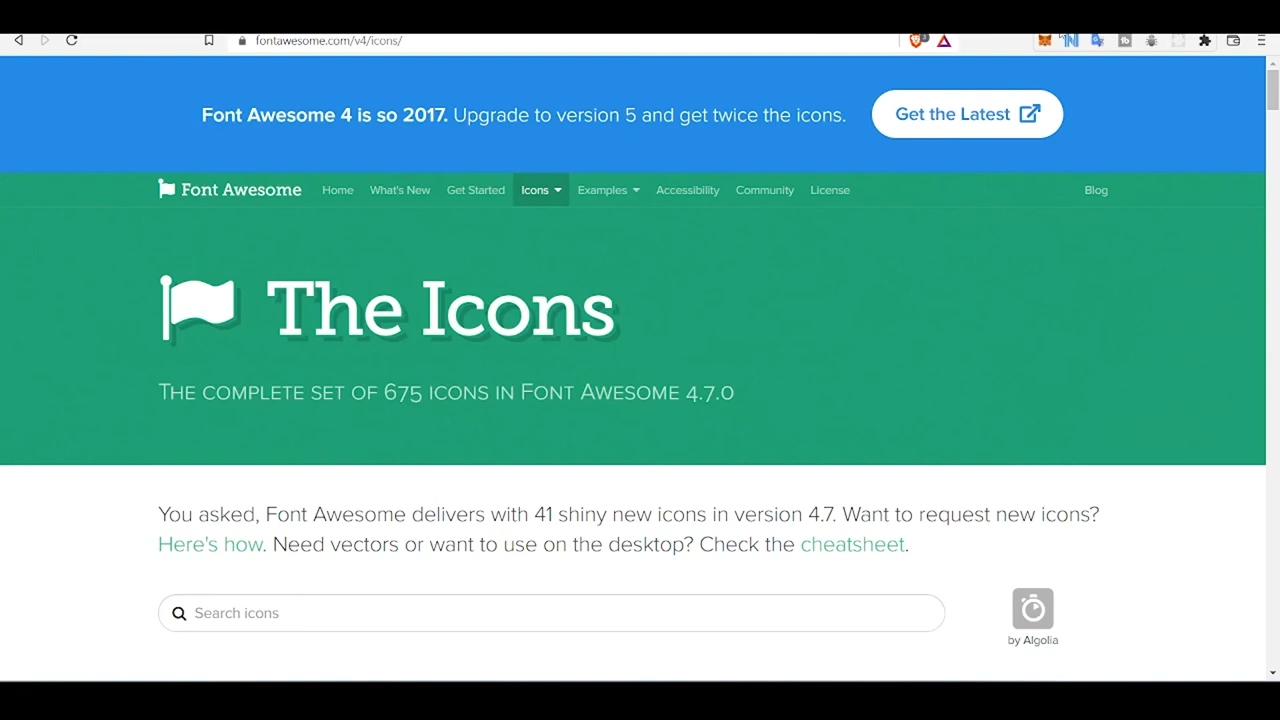 fontawesome.com/v4/icons/
Font Awesome 4 is so 2017. Upgrade to version 5 and get twice the icons.
Get the Latest
Font Awesome Home What's New Get Started Icons Examples Accessibility Community License Blog
The Icons
THE COMPLETE SET OF 675 ICONS IN FONT AWESOME 4.7.0
You asked, Font Awesome delivers with 41 shiny new icons in version 4.7. Want to request new icons?
Here's how. Need vectors or want to use on the desktop? Check the cheatsheet.
Search icons
by Algolia